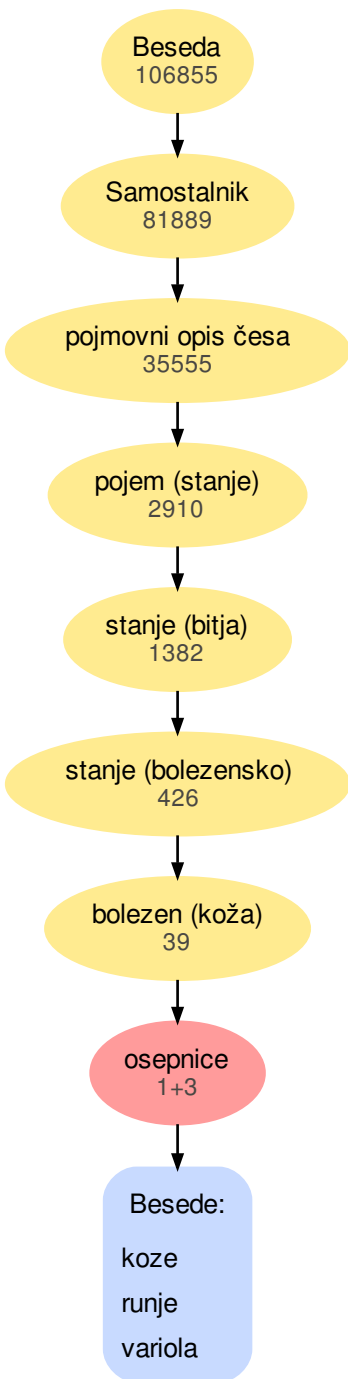 Beseda
106855
Samostalnik
81889
pojmovni opis česa
35555
pojem (stanje)
2910
stanje (bitja)
1382
stanje (bolezensko)
426
bolezen (koža)
39
osepnice
1+3
Besede:
koze
runje
variola